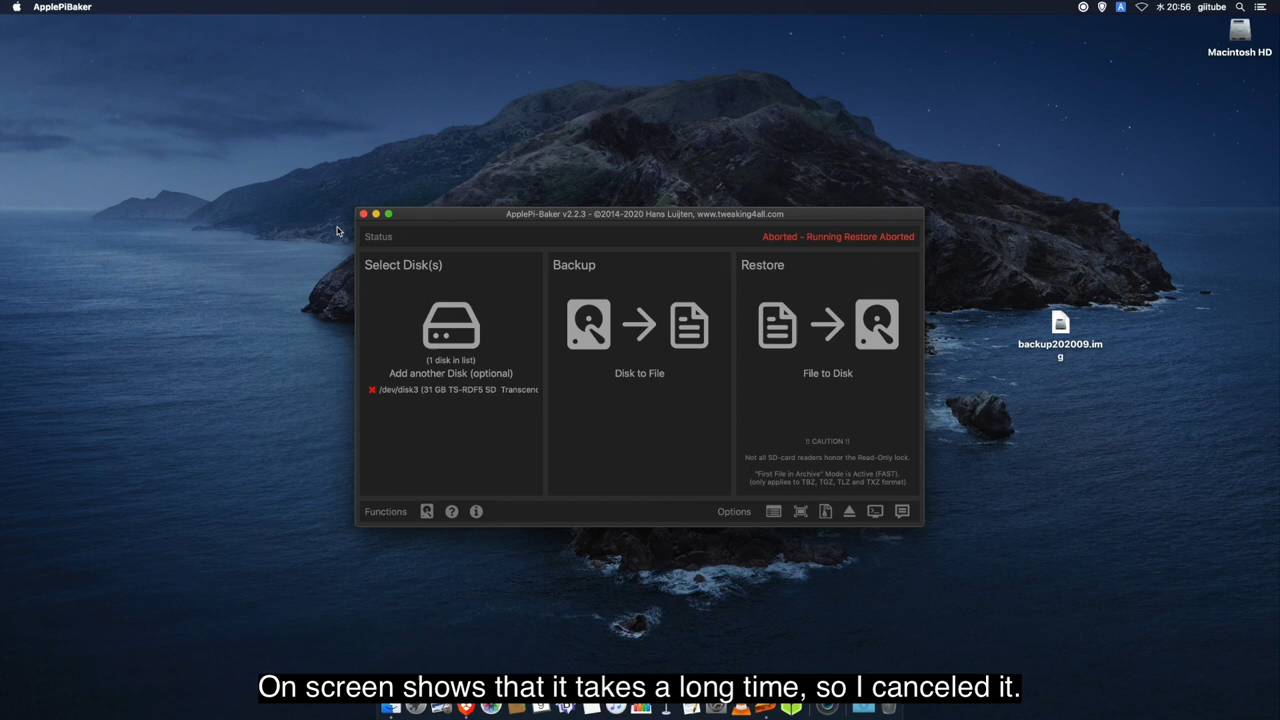 ApplePiBaker
A
水 20:56
giitube
Macintosh HD
ApplePi-Baker v2.2.3 - ©2014-2020 Hans Luijten, www.tweaking4all.com
Status
Aborted - Running Restore Aborted
Select Disk(s)
(1 disk in list)
Add another Disk (optional)
/dev/disk3 (31 GB TS-RDF5 SD Transcend
Backup
Disk to File
Restore
File to Disk
!! CAUTION !!
Not all SD-card readers honor the Read-Only lock.
"First File in Archive" Mode is Active (FAST).
(only applies to TBZ, TGZ, TLZ and TXZ format)
Functions
Options
backup202009.im
g
On screen shows that it takes a long time, so I canceled it.